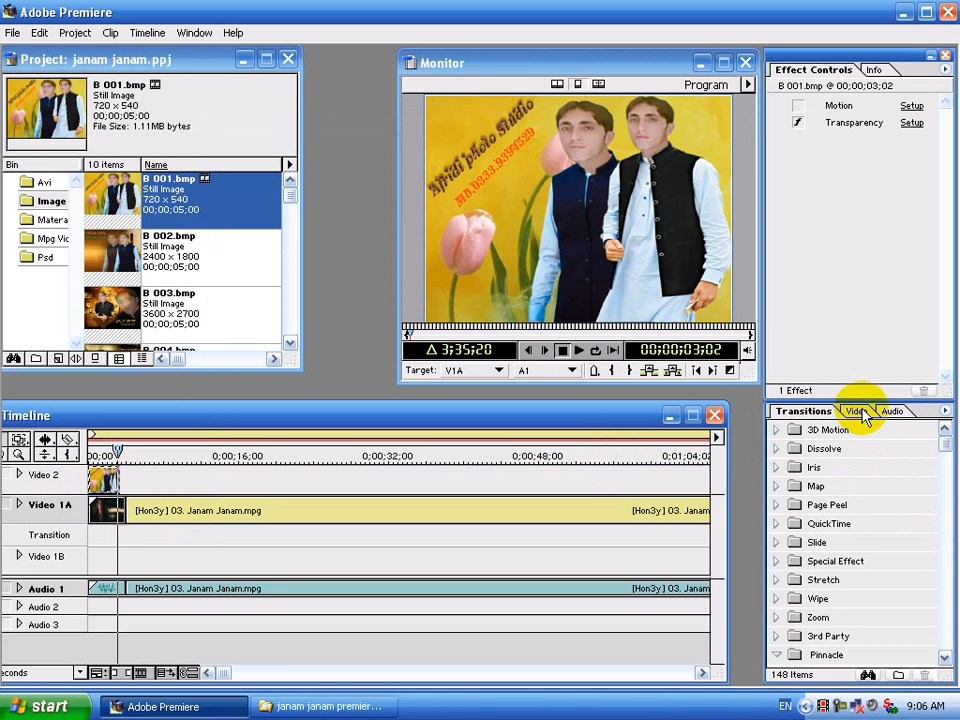 Adobe Premiere
File Edit Project Clip Timeline Window Help
Project: janam janam.ppj
B 001.bmp
Still Image
720 x 540
00;00;05;00
File Size: 1.11MB bytes
Bin 10 items Name
Avi
Image
Matera
Mpg Vic
Psd
B 001.bmp
Still Image
720 x 540
00;00;05;00
B 002.bmp
Still Image
2400 x 1800
00;00;05;00
B 003.bmp
Still Image
3600 x 2700
00;00;05;00
Monitor
Program
Afridi photo Studio
MB:0333.9394529
Δ 3;35;20
00;00;03;02
Target: V1A A1
Effect Controls Info
B 001.bmp @ 00;00;03;02
Motion Setup
Transparency Setup
1 Effect
Transitions Video Audio
3D Motion
Dissolve
Iris
Map
Page Peel
QuickTime
Slide
Special Effect
Stretch
Wipe
Zoom
3rd Party
Pinnacle
148 Items
Timeline
00;00 0;00;16;00 0;00;32;00 0;00;48;00 0;01;04;02
Video 2
Video 1A [Hon3y] 03. Janam Janam.mpg [Hon3y] 03. Janam
Transition
Video 1B
Audio 1 [Hon3y] 03. Janam Janam.mpg [Hon3y] 03. Janam
Audio 2
Audio 3
econds
start Adobe Premiere janam janam premier... EN 9:06 AM